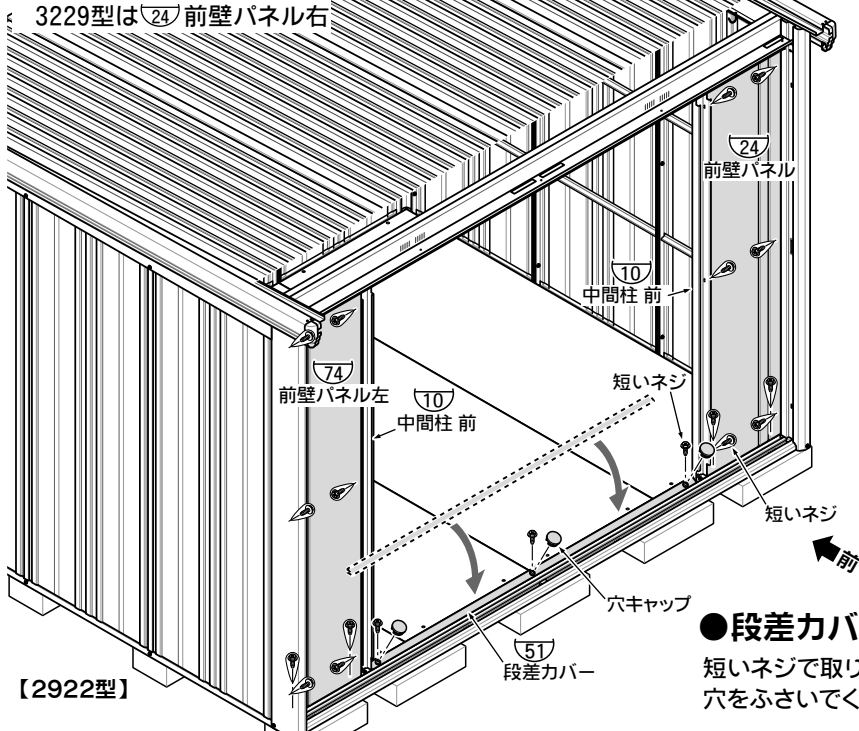 3229型は24前壁パネル右
24
前壁パネル
10
中間柱 前
短いネジ
74
前壁パネル左
10
中間柱 前
短いネジ
前
穴キャップ
51
段差カバー
●段差カバ
短いネジで取り
穴をふさいでく
【2922型】